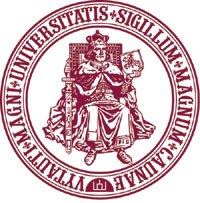 VYTAUTI · MAGNI · UNIVERSITATIS · SIGILLUM · MAGNUM · CAUNAE